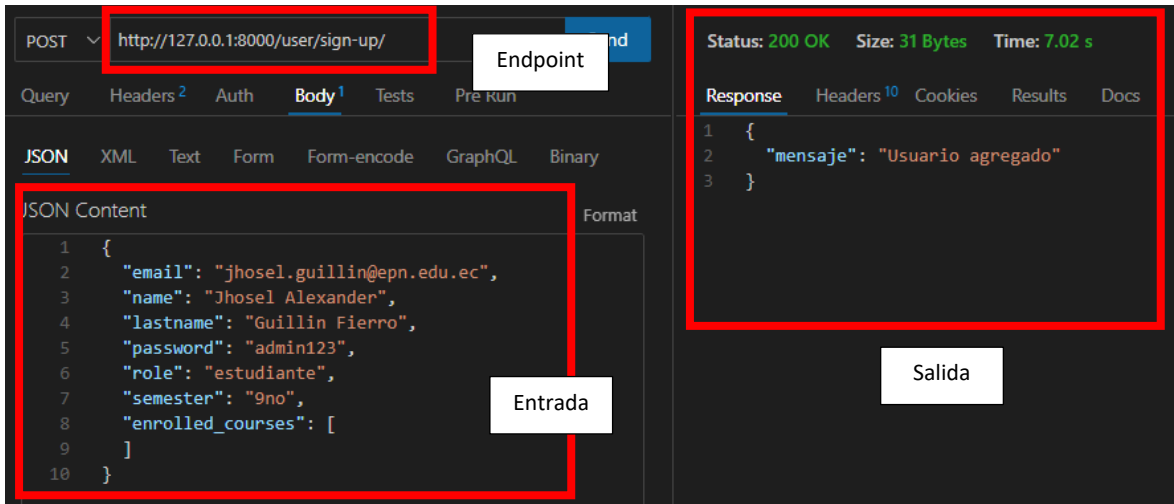 POST http://127.0.0.1:8000/user/sign-up/
Endpoint
Query Headers 2 Auth Body 1 Tests Pre Run
JSON XML Text Form Form-encode GraphQL Binary
JSON Content Format
1 {
2 "email": "jhosel.guillin@epn.edu.ec",
3 "name": "Jhosel Alexander",
4 "lastname": "Guillin Fierro",
5 "password": "admin123",
6 "role": "estudiante",
7 "semester": "9no",
8 "enrolled_courses": [
9 ]
10 }
Entrada
Status: 200 OK Size: 31 Bytes Time: 7.02 s
Response Headers 10 Cookies Results Docs
1 {
2 "mensaje": "Usuario agregado"
3 }
Salida